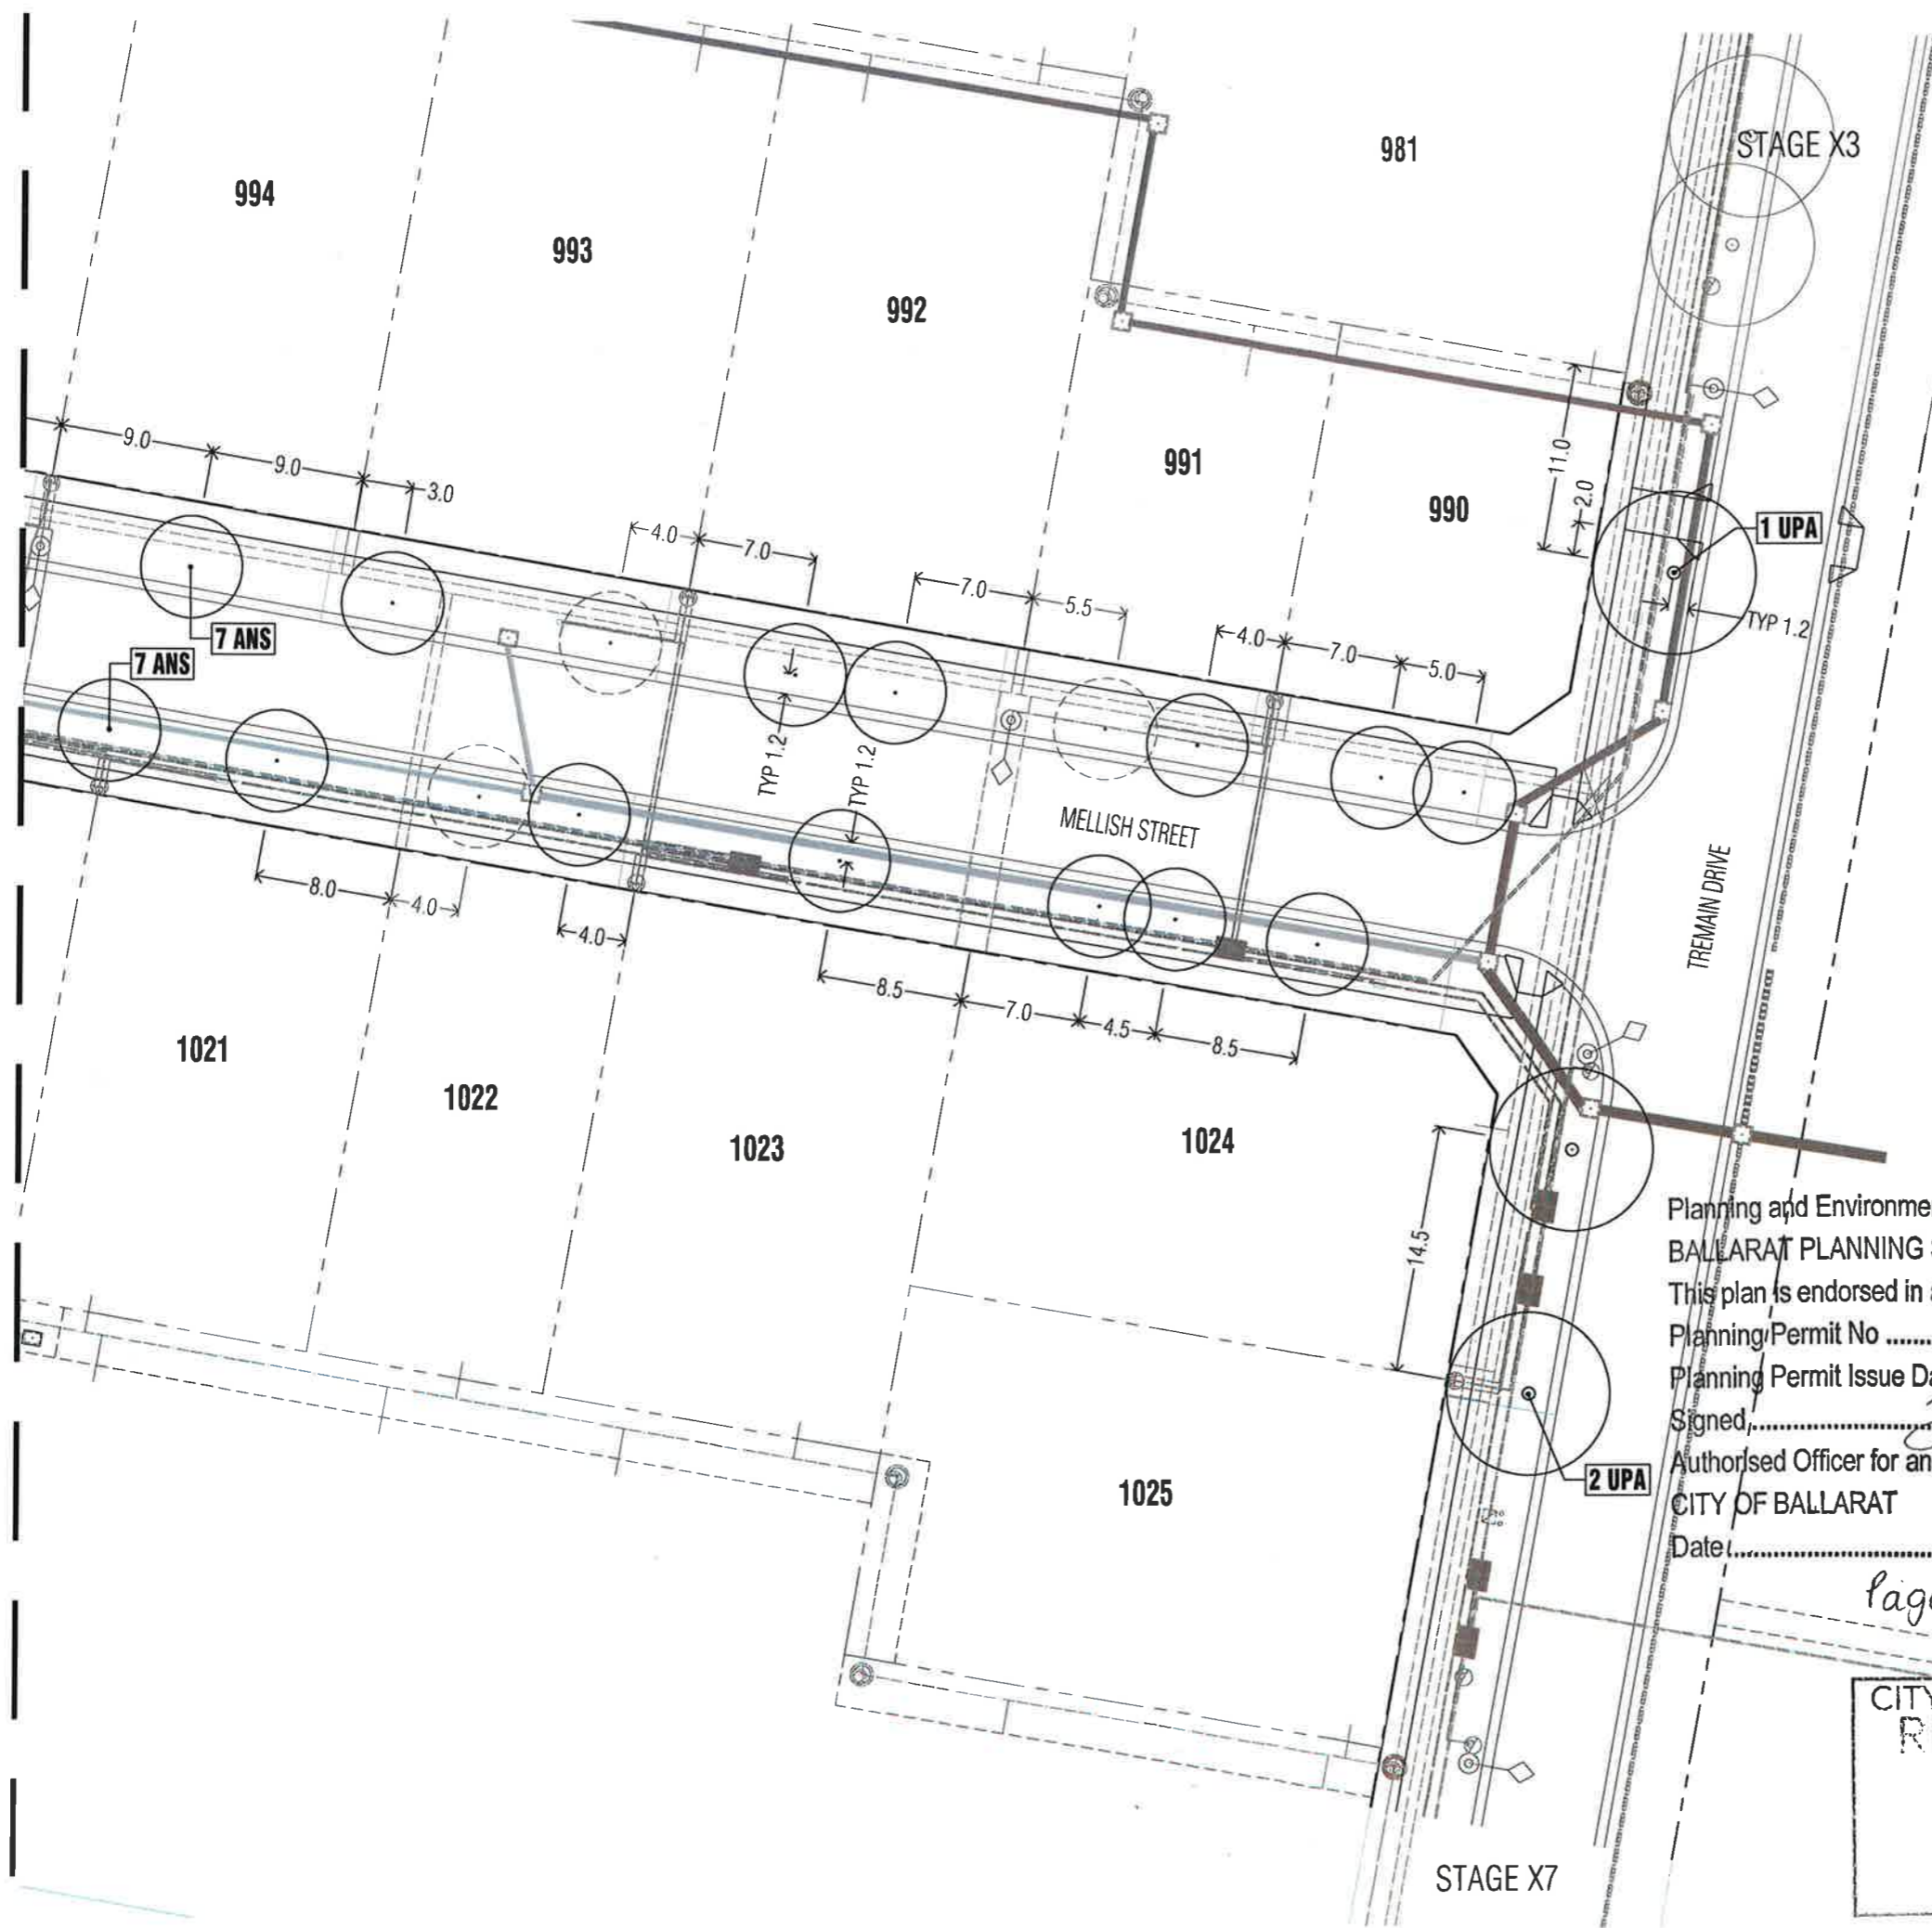 STAGE X3
981
994
993
992
991
990
9.0
9.0
3.0
4.0
7.0
7.0
5.5
4.0
7.0
5.0
11.0
2.0
1 UPA
TYP 1.2
7 ANS
7 ANS
TYP 1.2
TYP 1.2
MELLISH STREET
TREMAIN DRIVE
8.0
4.0
4.0
8.5
7.0
4.5
8.5
1021
1022
1023
1024
14.5
1025
2 UPA
Planning and Environme
BALLARAT PLANNING
This plan is endorsed in
Planning Permit No ........
Planning Permit Issue Da
Signed
Authorised Officer for an
CITY OF BALLARAT
Date
Page
CITY
R
STAGE X7